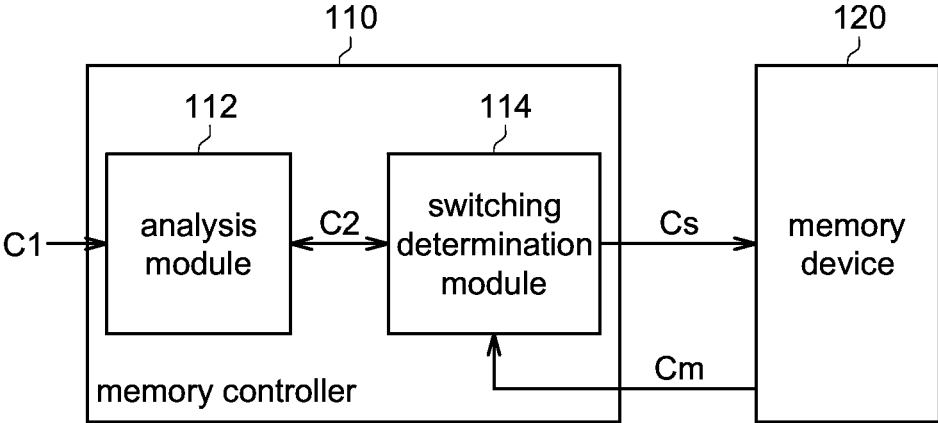 110
120
112
114
C1
analysis
module
C2
switching
determination
module
Cs
memory
device
Cm
memory controller